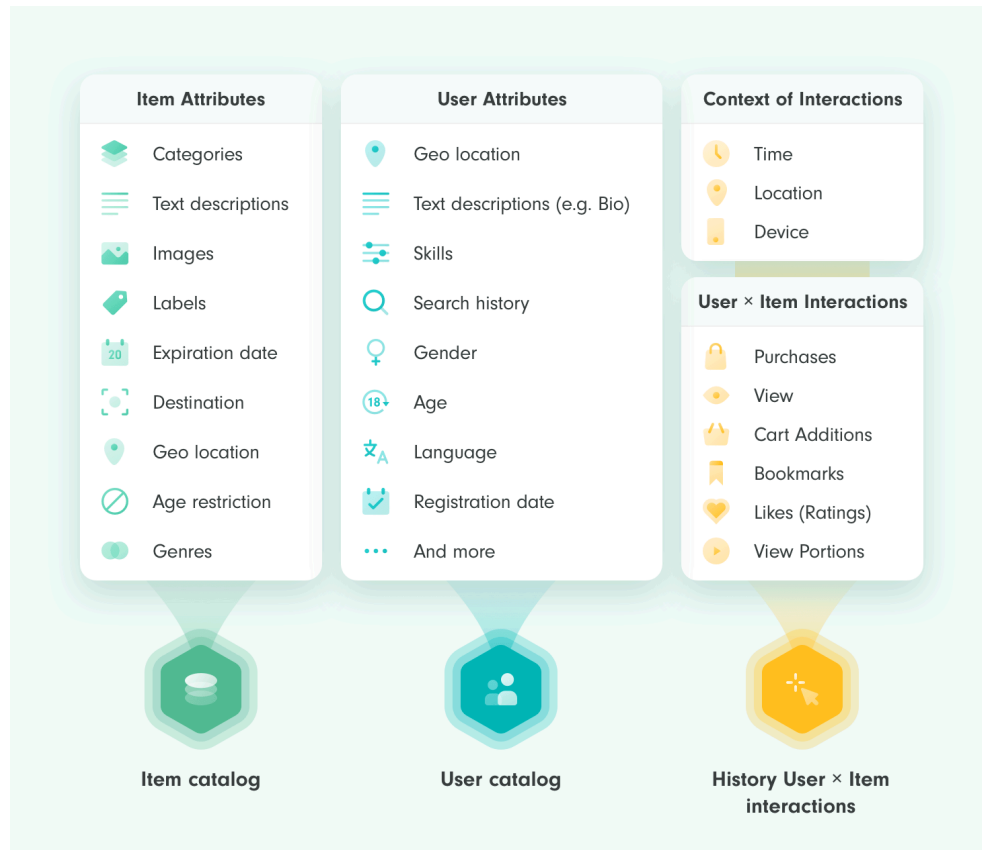 Item Attributes
Categories
Text descriptions
Images
Labels
20
Expiration date
Destination
Geo location
Age restriction
Genres
User Attributes
Geo location
Text descriptions (e.g. Bio)
Skills
Search history
Gender
18
Age
文A
Language
Registration date
And more
Context of Interactions
Time
Location
Device
User × Item Interactions
Purchases
View
Cart Additions
Bookmarks
Likes (Ratings)
View Portions
Item catalog
User catalog
History User × Item
interactions